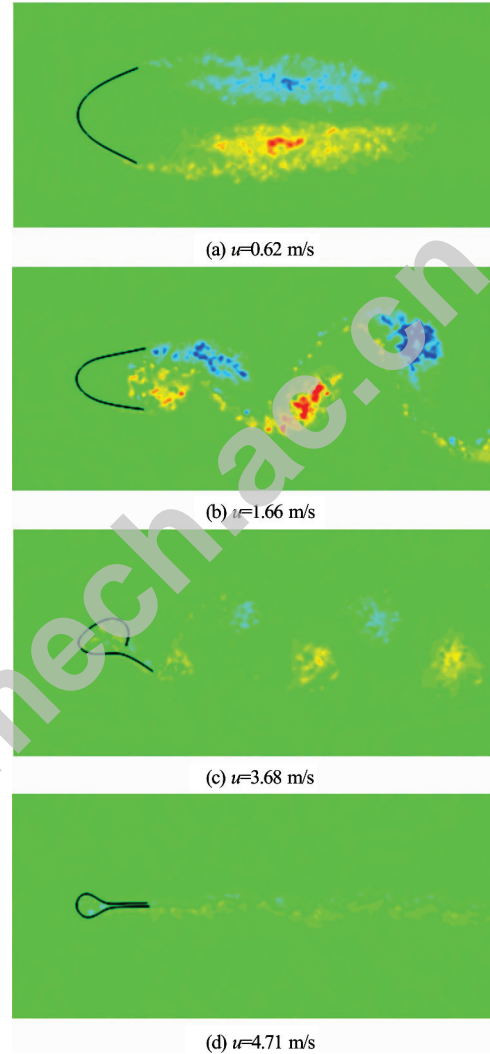 (a) u=0.62 m/s
(b) u=1.66 m/s
(c) u=3.68 m/s
(d) u=4.71 m/s
mech.ac.cn